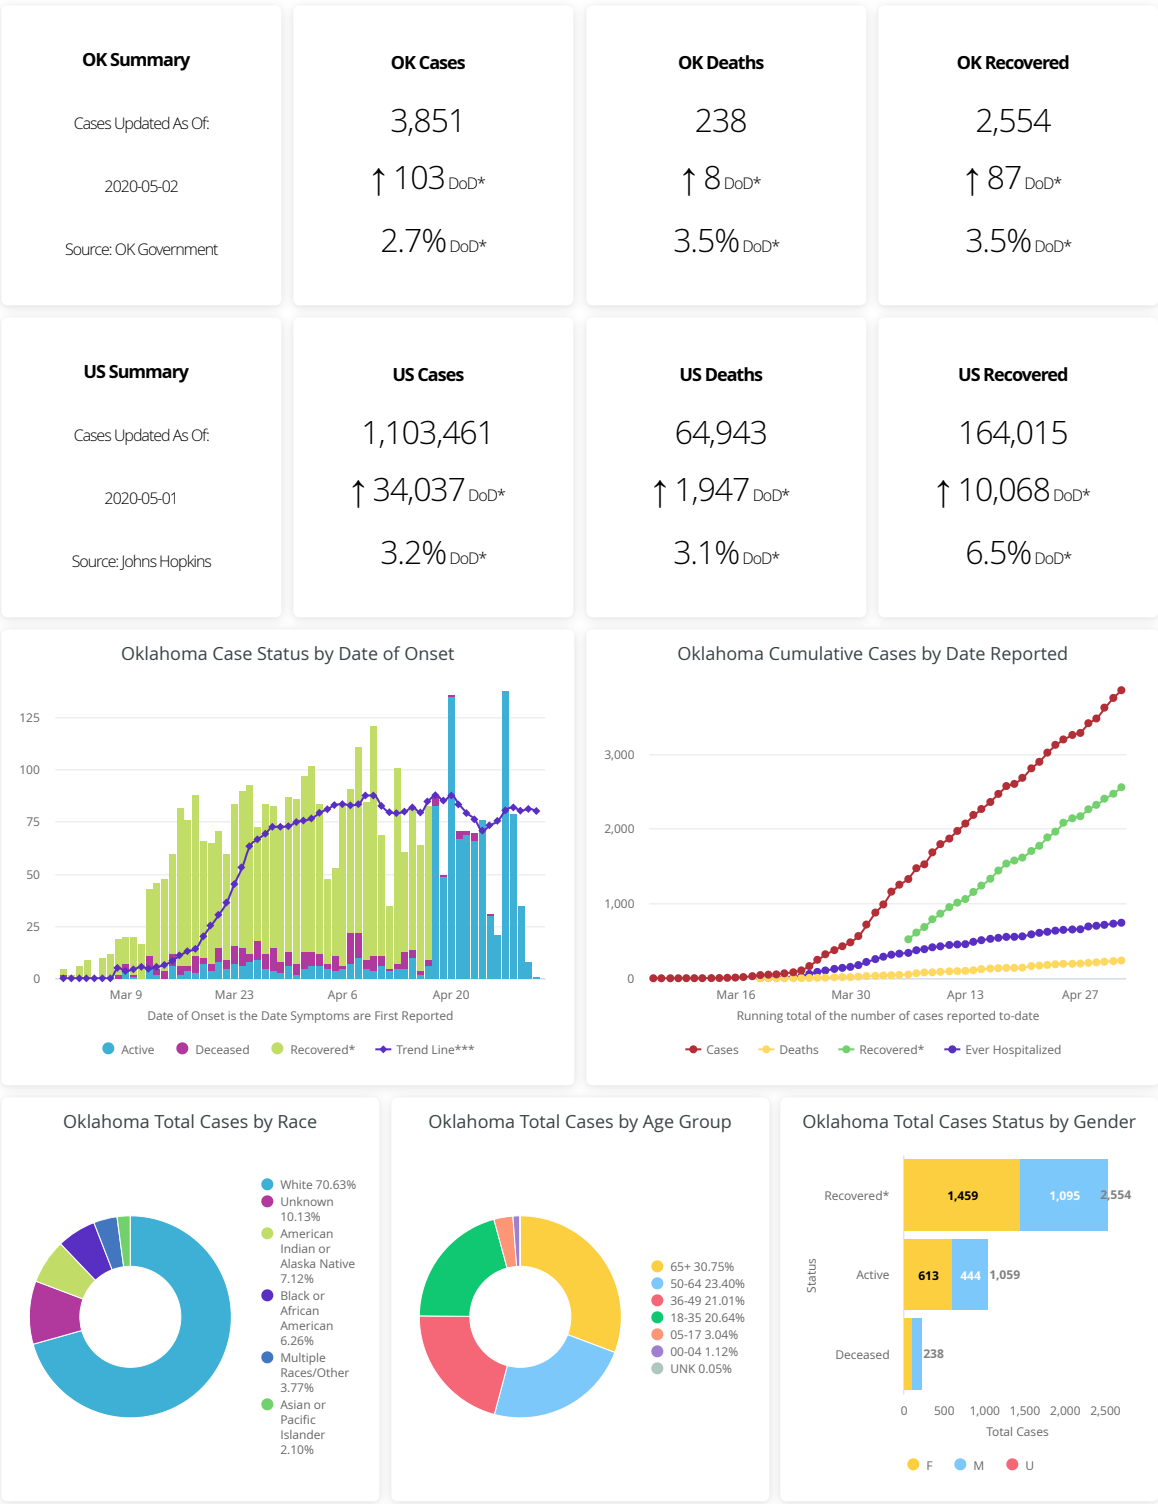 OK Summary
Cases Updated As Of:
2020-05-02
Source: OK Government
OK Cases
3,851
↑ 103 DoD*
2.7% DoD*
OK Deaths
238
↑ 8 DoD*
3.5% DoD*
OK Recovered
2,554
↑ 87 DoD*
3.5% DoD*
US Summary
Cases Updated As Of:
2020-05-01
Source: Johns Hopkins
US Cases
1,103,461
↑ 34,037 DoD*
3.2% DoD*
US Deaths
64,943
↑ 1,947 DoD*
3.1% DoD*
US Recovered
164,015
↑ 10,068 DoD*
6.5% DoD*
Oklahoma Case Status by Date of Onset
125
100
75
50
25
0
Mar 9 Mar 23 Apr 6 Apr 20
Date of Onset is the Date Symptoms are First Reported
Active Deceased Recovered* Trend Line***
Oklahoma Cumulative Cases by Date Reported
3,000
2,000
1,000
0
Mar 16 Mar 30 Apr 13 Apr 27
Running total of the number of cases reported to-date
Cases Deaths Recovered* Ever Hospitalized
Oklahoma Total Cases by Race
White 70.63%
Unknown
10.13%
American
Indian or
Alaska Native
7.12%
Black or
African
American
6.26%
Multiple
Races/Other
3.77%
Asian or
Pacific
Islander
2.10%
Oklahoma Total Cases by Age Group
65+ 30.75%
50-64 23.40%
36-49 21.01%
18-35 20.64%
05-17 3.04%
00-04 1.12%
UNK 0.05%
Oklahoma Total Cases Status by Gender
Status
Recovered* 1,459 1,095 2,554
Active 613 444 1,059
Deceased 238
0 500 1,000 1,500 2,000 2,500
Total Cases
F M U